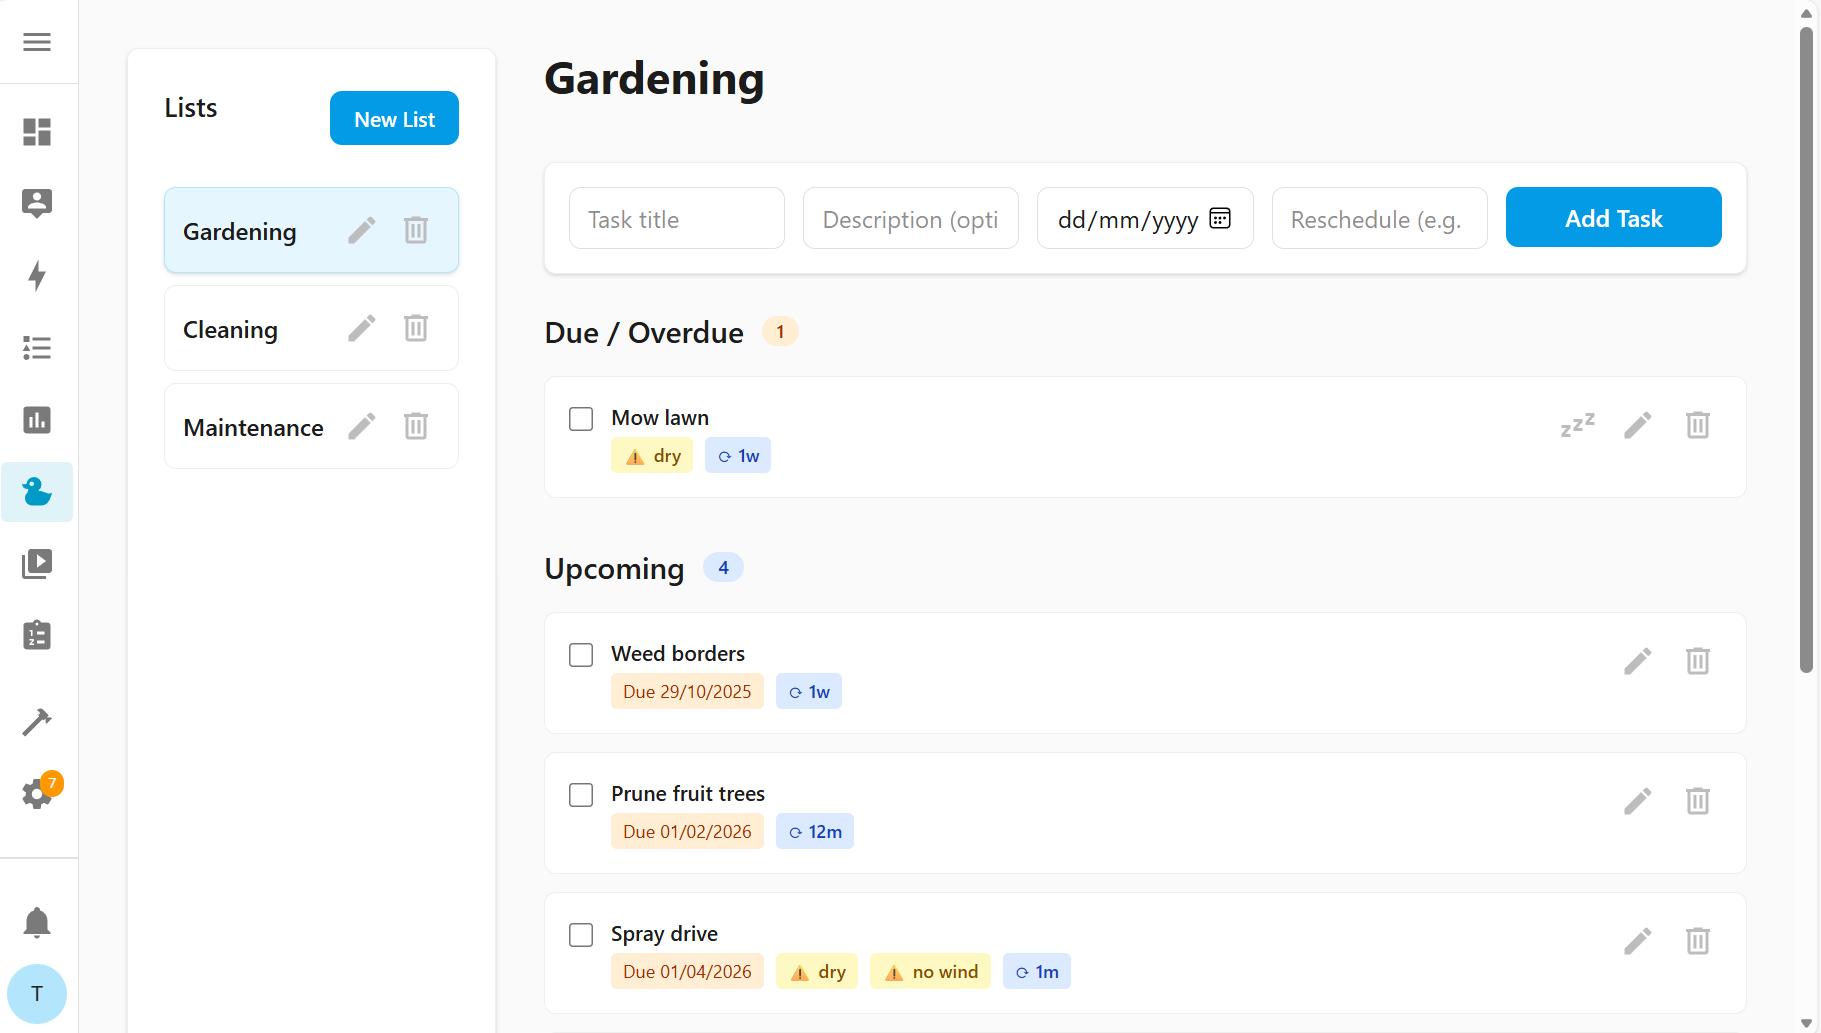 Lists
New List
Gardening
Cleaning
Maintenance
7
T
Gardening
Task title
Description (opti
dd/mm/yyyy
Reschedule (e.g.
Add Task
Due / Overdue 1
Mow lawn
dry 1w
Upcoming 4
Weed borders
Due 29/10/2025 1w
Prune fruit trees
Due 01/02/2026 12m
Spray drive
Due 01/04/2026 dry no wind 1m